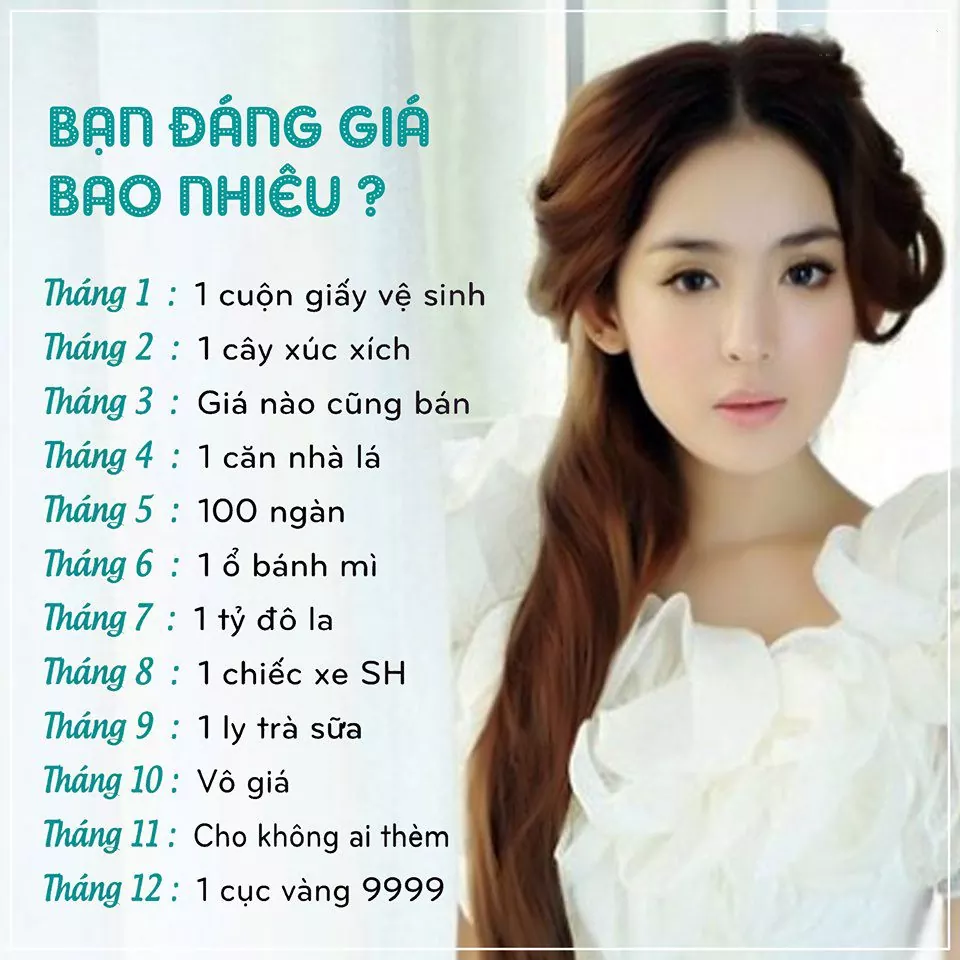 BẠN ĐÁNG GIÁ
BAO NHIÊU ?
Tháng 1 : 1 cuộn giấy vệ sinh
Tháng 2 : 1 cây xúc xích
Tháng 3 : Giá nào cũng bán
Tháng 4 : 1 căn nhà lá
Tháng 5 : 100 ngàn
Tháng 6 : 1 ổ bánh mì
Tháng 7 : 1 tỷ đô la
Tháng 8 : 1 chiếc xe SH
Tháng 9 : 1 ly trà sữa
Tháng 10 : Vô giá
Tháng 11 : Cho không ai thèm
Tháng 12 : 1 cục vàng 9999